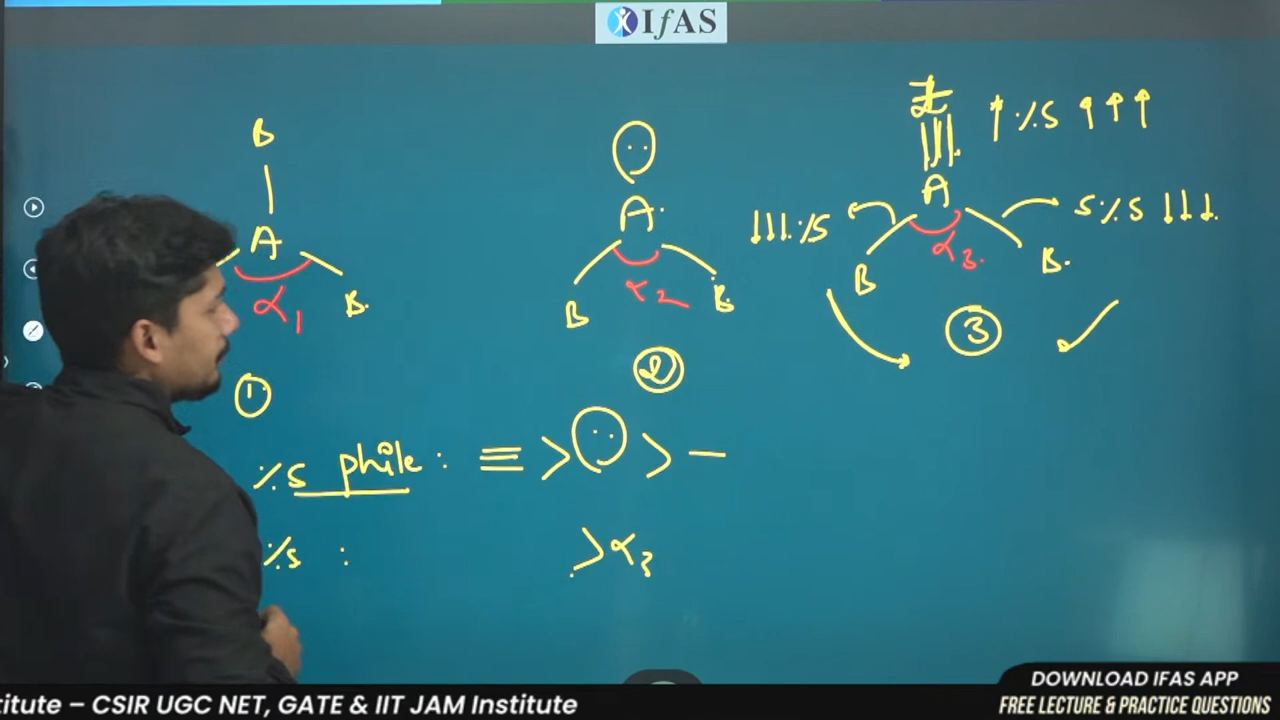 IfAS
B
A
B.
α1
①
A.
B
B.
α2
②
Z
↑ %S ↑ ↑ ↑
A
↓↓↓ %S
S %S ↓↓↓
B
B.
α3.
③
%S phile : ≡ > > —
%S : > α3
DOWNLOAD IFAS APP
FREE LECTURE & PRACTICE QUESTIONS
titute – CSIR UGC NET, GATE & IIT JAM Institute